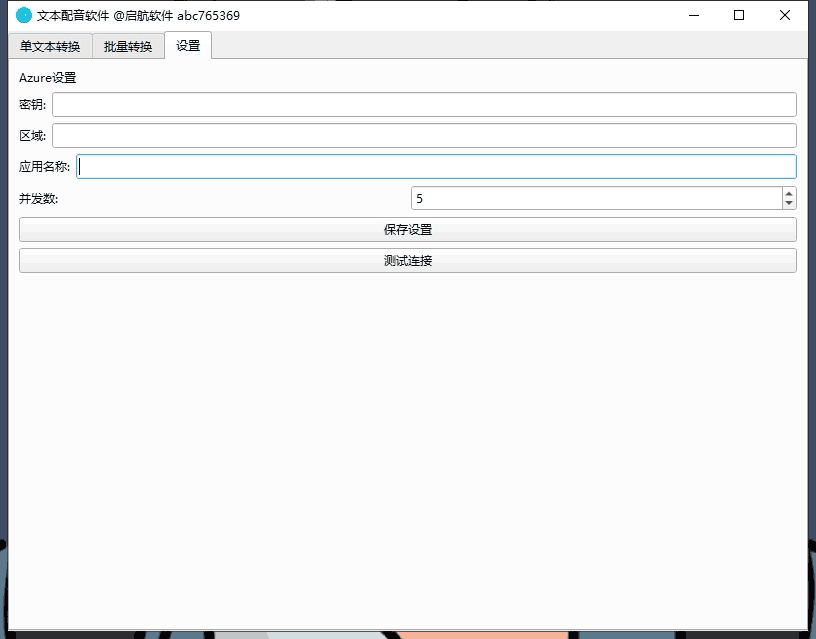 文本配音软件 @启航软件 abc765369
单文本转换 批量转换 设置
Azure设置
密钥:
区域:
应用名称:
并发数: 5
保存设置
测试连接